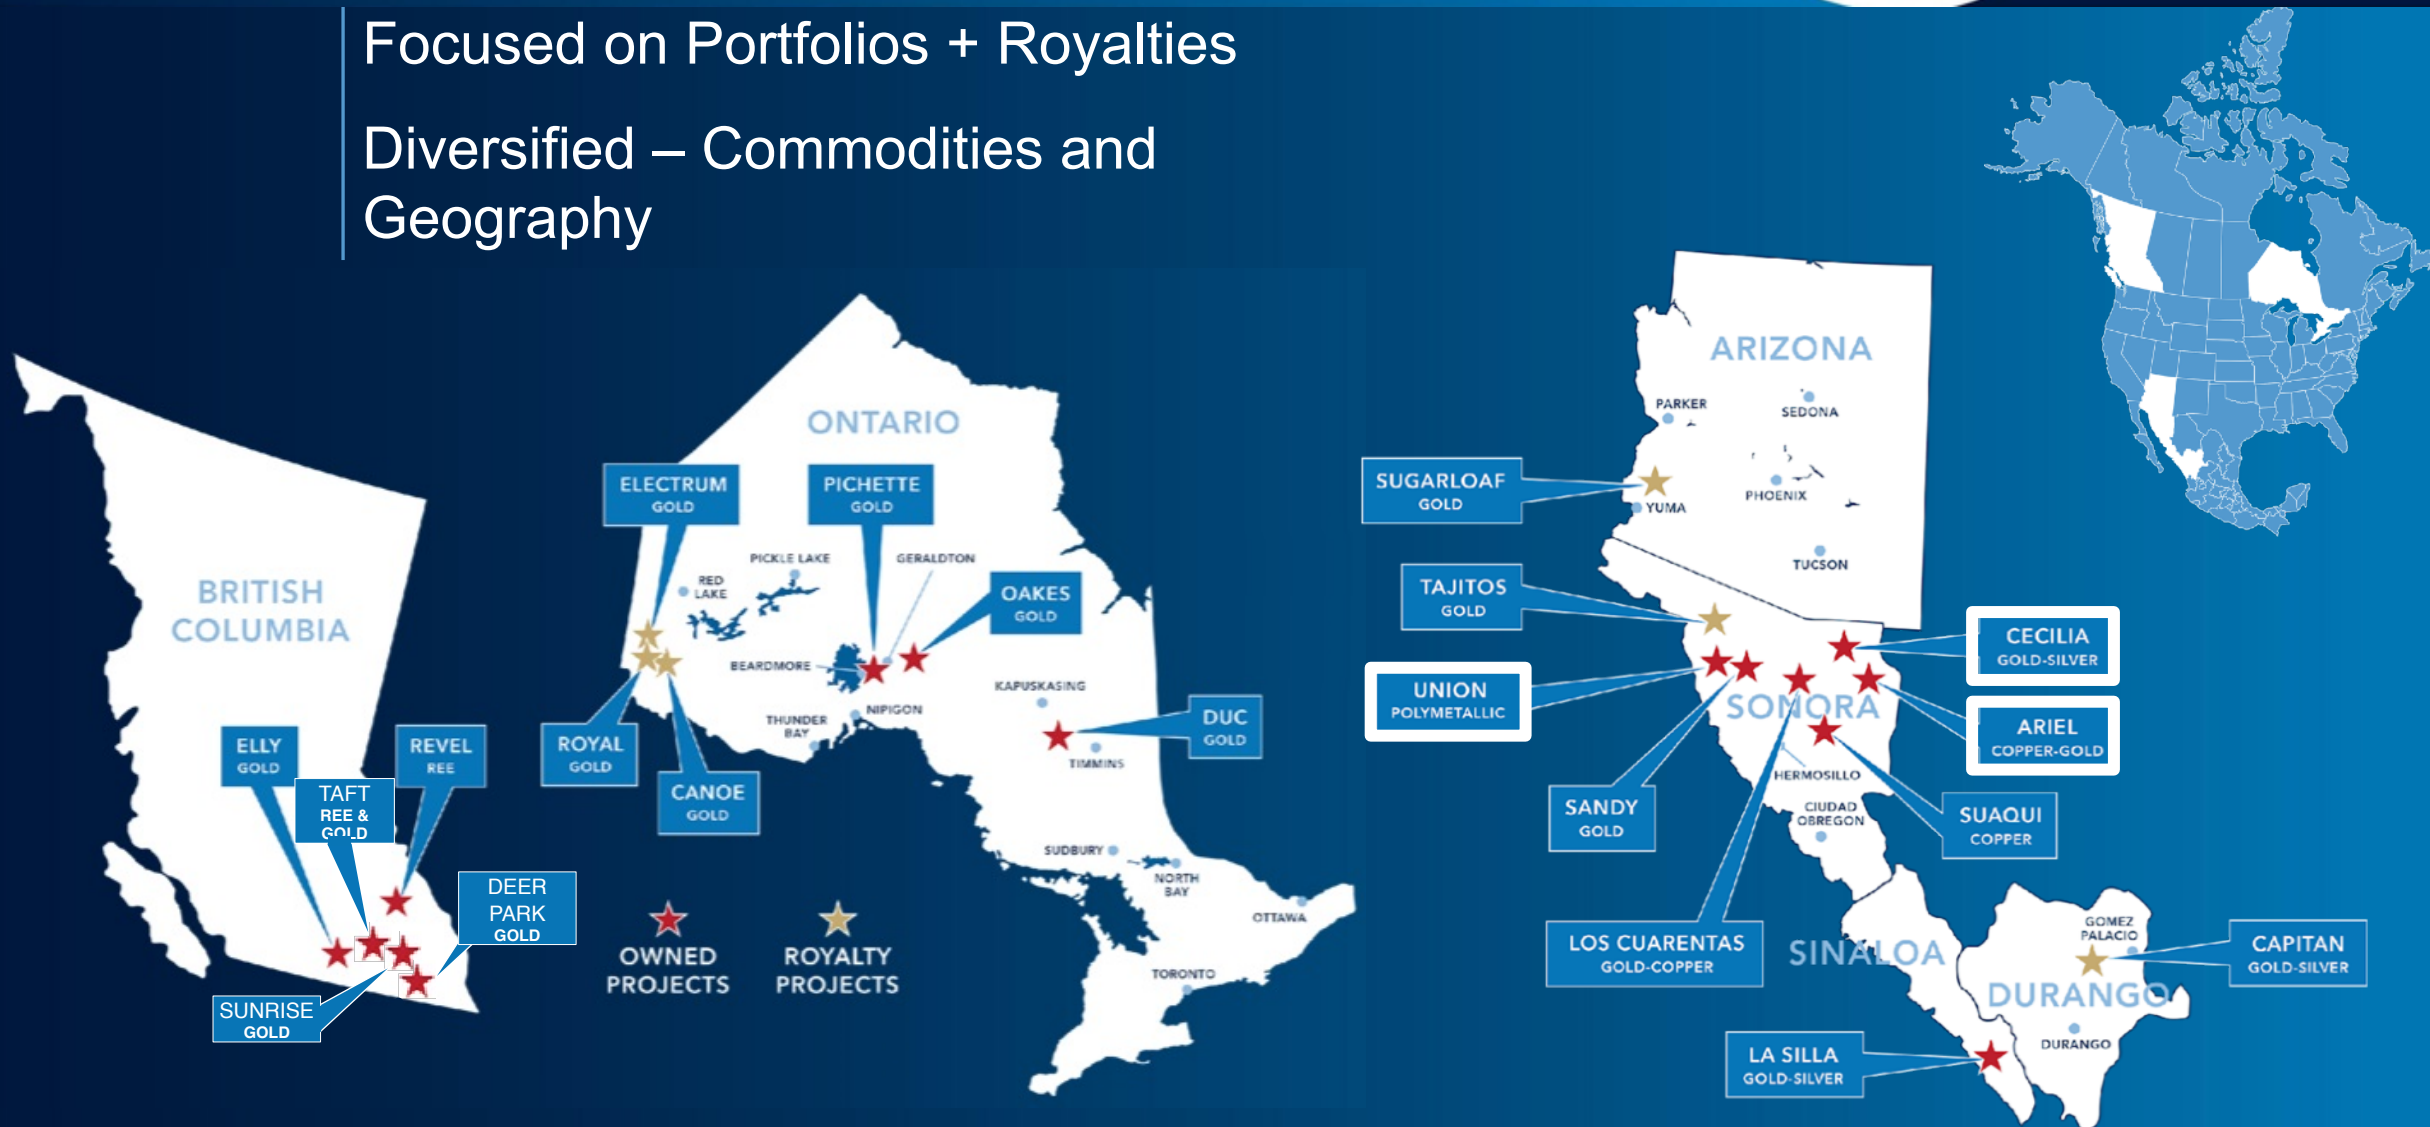 Focused on Portfolios + Royalties
Diversified – Commodities and
Geography
BRITISH
COLUMBIA
ELLY
GOLD
TAFT
REE &
GOLD
REVEL
REE
DEER
PARK
GOLD
SUNRISE
GOLD
ONTARIO
ELECTRUM
GOLD
PICHETTE
GOLD
PICKLE LAKE
GERALDTON
RED
LAKE
OAKES
GOLD
BEARDMORE
KAPUSKASING
NIPIGON
THUNDER
BAY
ROYAL
GOLD
CANOE
GOLD
DUC
GOLD
TIMMINS
SUDBURY
NORTH
BAY
OTTAWA
TORONTO
OWNED
PROJECTS
ROYALTY
PROJECTS
ARIZONA
PARKER
SEDONA
SUGARLOAF
GOLD
PHOENIX
YUMA
TUCSON
TAJITOS
GOLD
CECILIA
GOLD-SILVER
UNION
POLYMETALLIC
SONORA
ARIEL
COPPER-GOLD
HERMOSILLO
SANDY
GOLD
CIUDAD
OBREGON
SUAQUI
COPPER
LOS CUARENTAS
GOLD-COPPER
SINALOA
GOMEZ
PALACIO
CAPITAN
GOLD-SILVER
DURANGO
DURANGO
LA SILLA
GOLD-SILVER